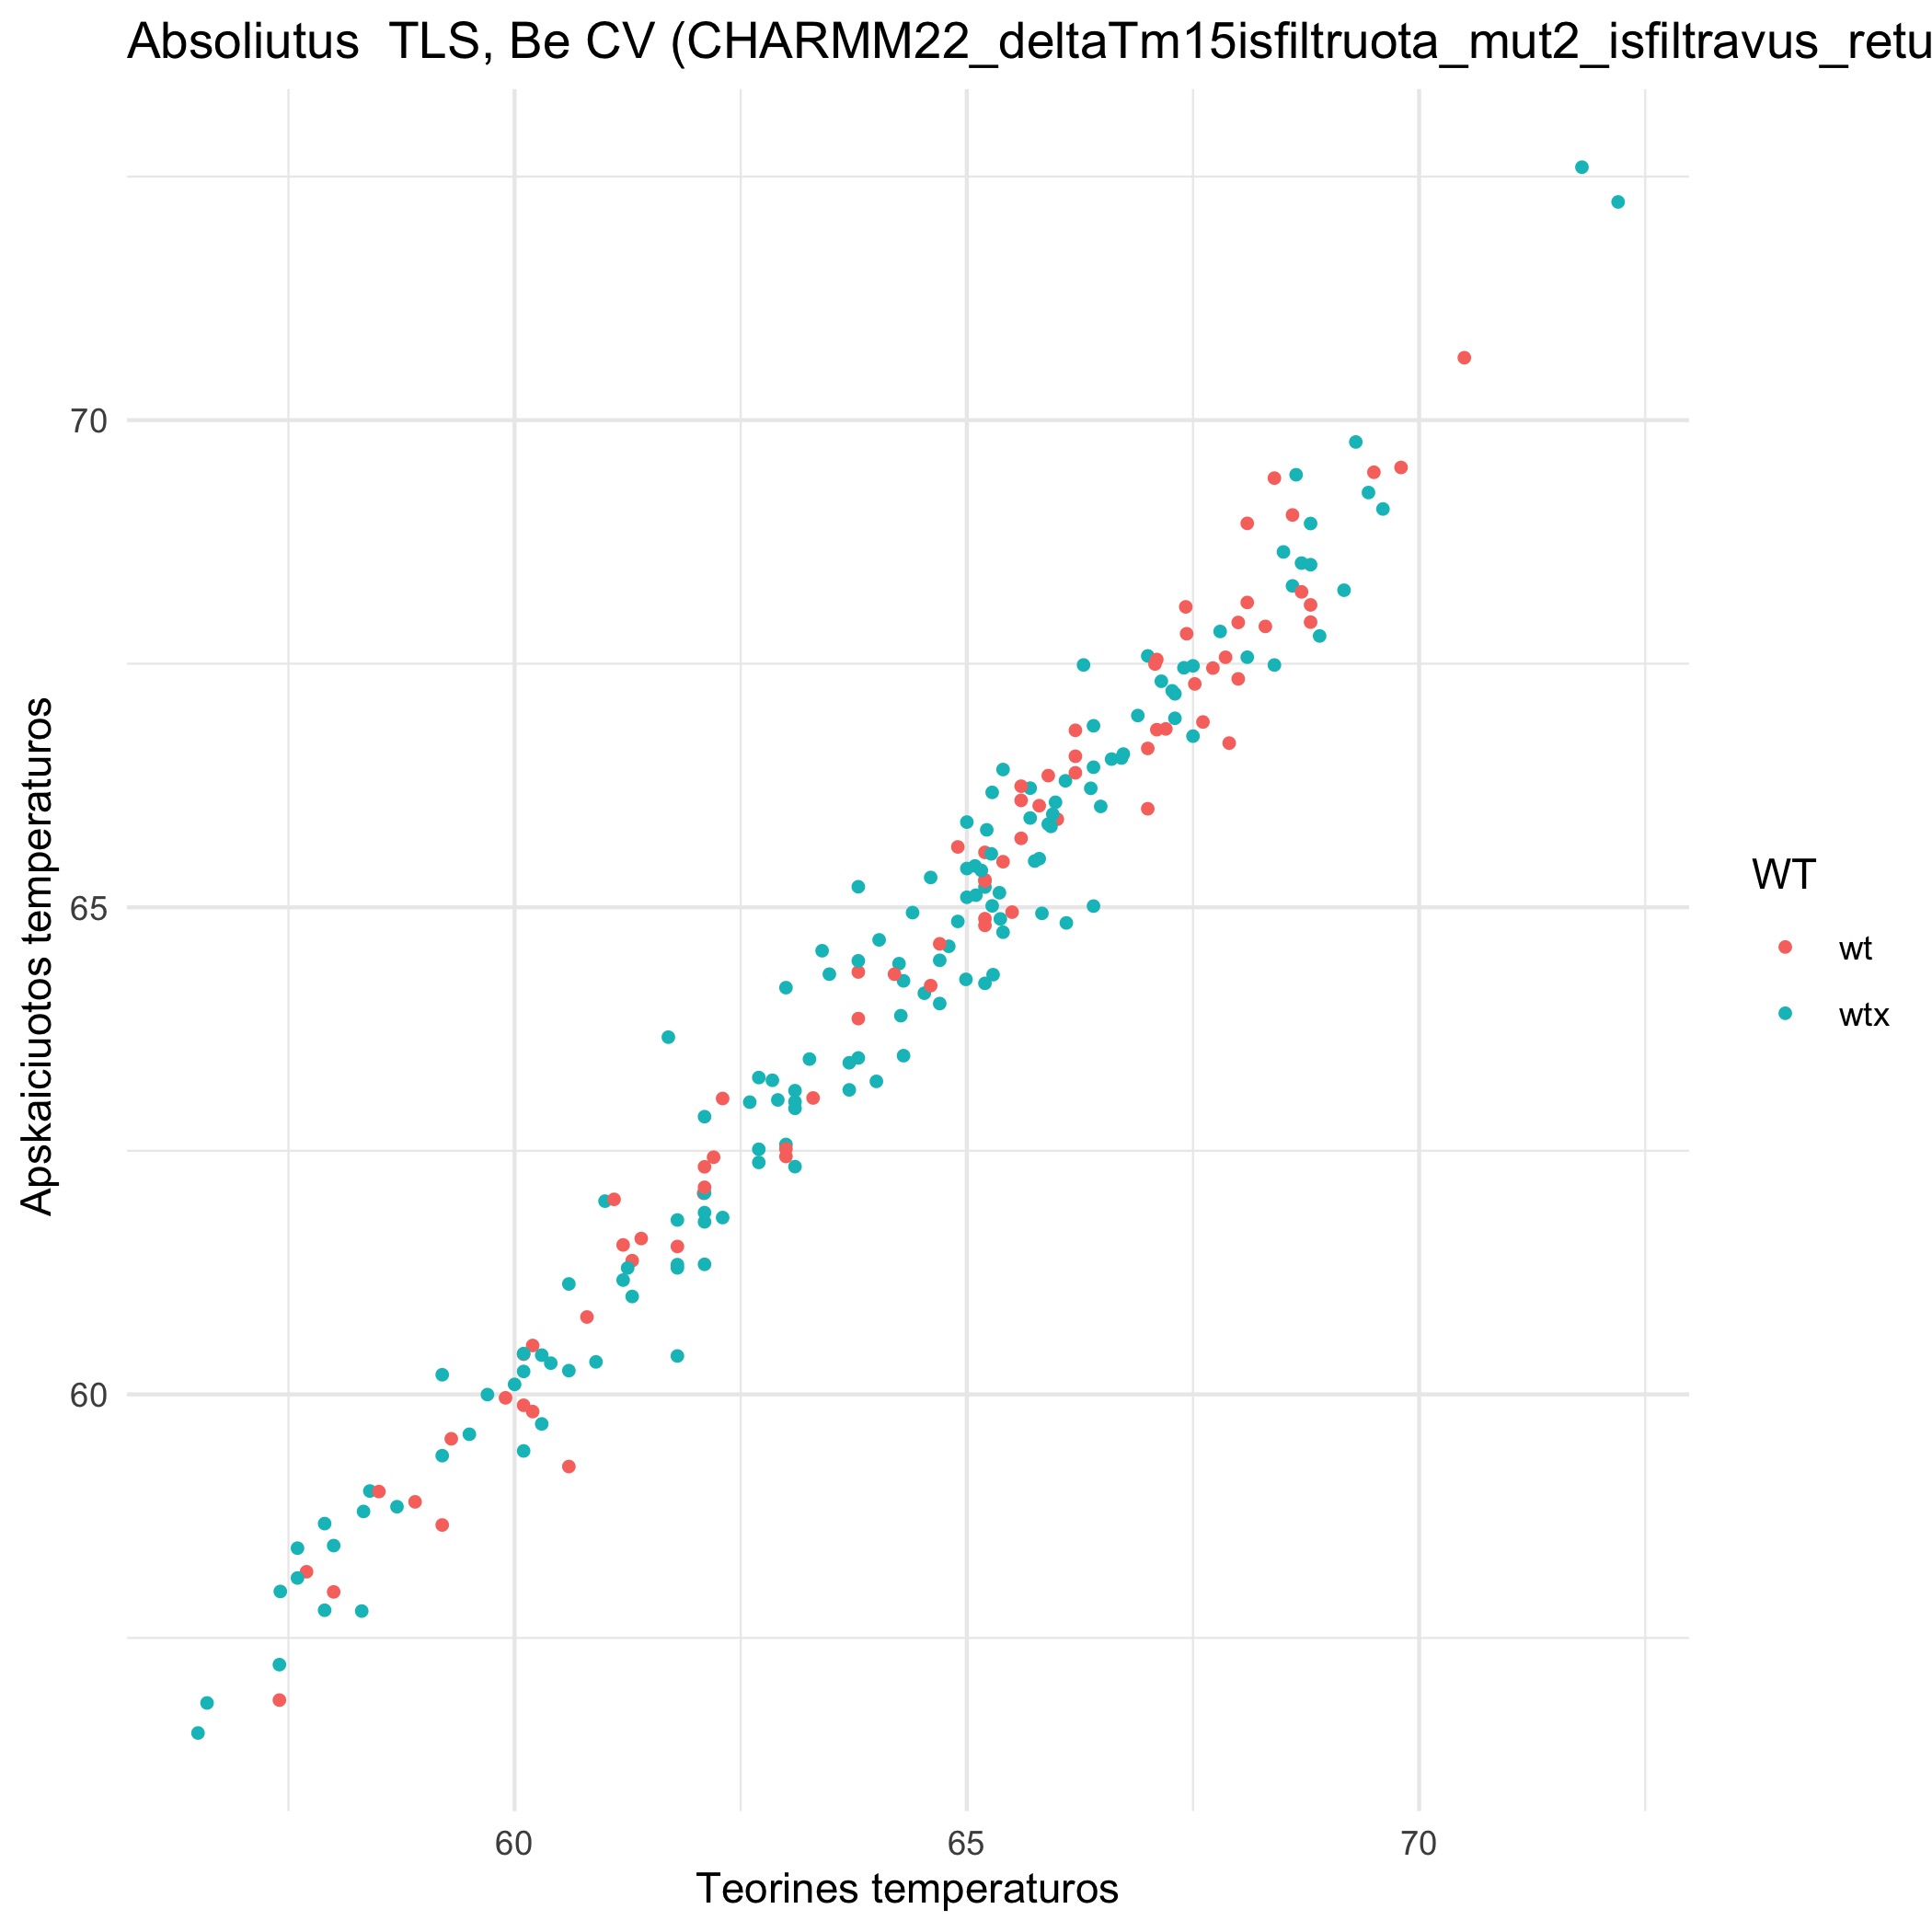 Absoliutus  TLS, Be CV (CHARMM22_deltaTm15isfiltruota_mut2_isfiltravus_retu
Apskaiciuotos temperaturos
70
65
60
60 65 70
Teorines temperaturos
WT
wt
wtx